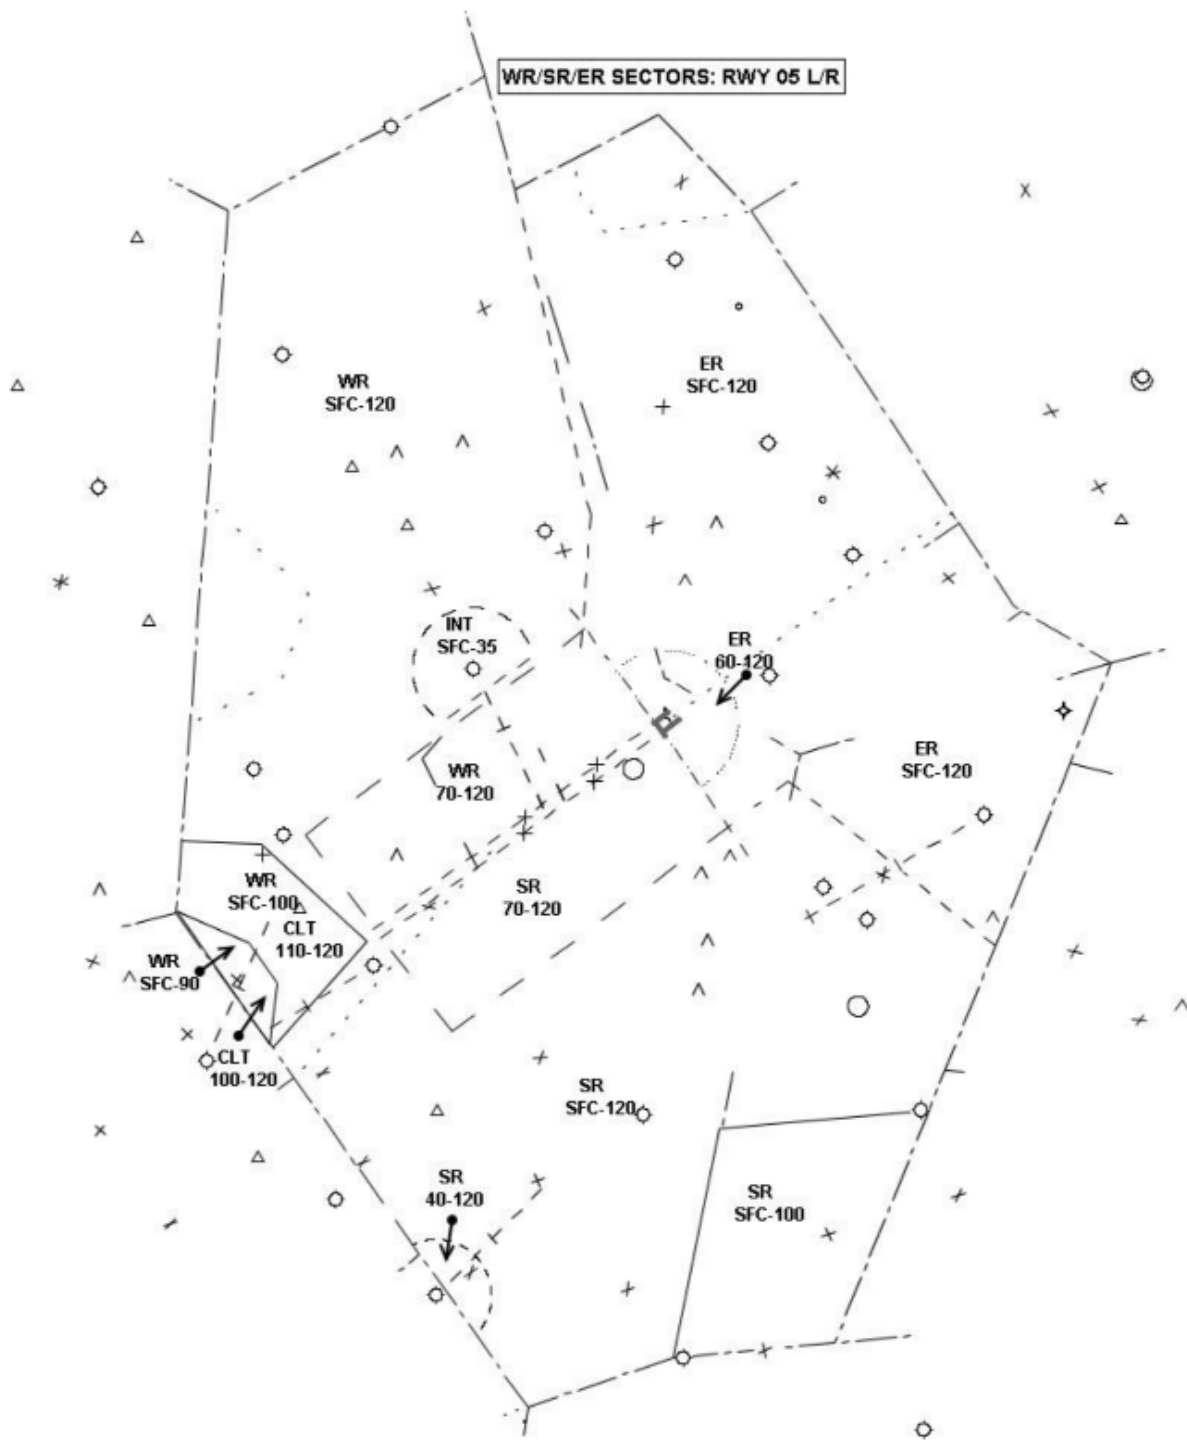 WR/SR/ER SECTORS: RWY 05 L/R
ER
SFC-120
WR
SFC-120
INT
SFC-35
ER
60-120
ER
SFC-120
WR
70-120
WR
SFC-100
SR
70-120
CLT
110-120
WR
SFC-90
CLT
100-120
SR
SFC-120
SR
40-120
SR
SFC-100